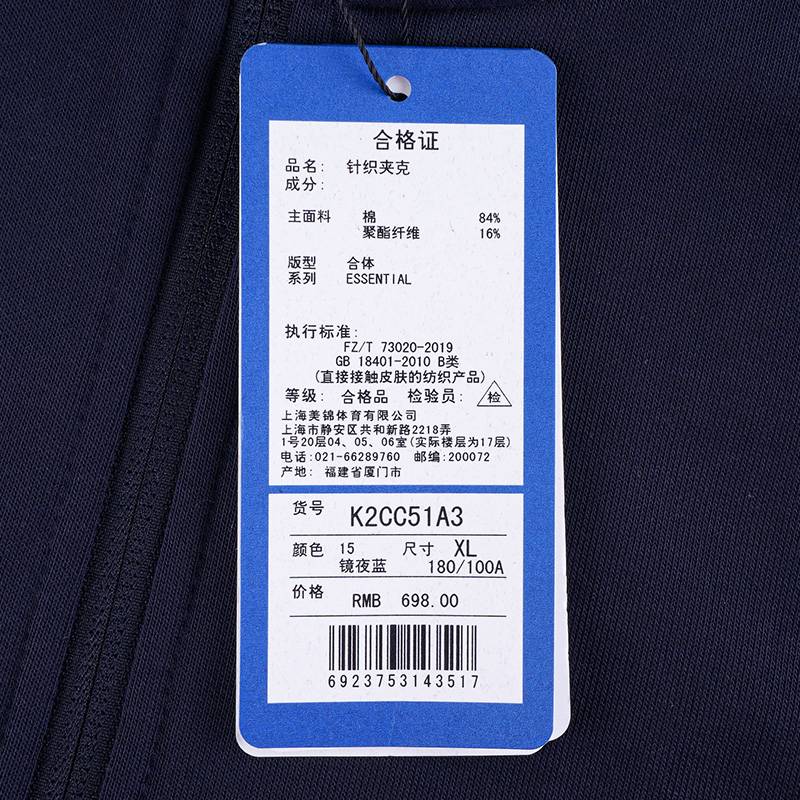 合格证
品名: 针织夹克
成分:
主面料 棉 84%
聚酯纤维 16%
版型 合体
系列 ESSENTIAL
执行标准:
FZ/T 73020-2019
GB 18401-2010 B类
(直接接触皮肤的纺织产品)
等级: 合格品 检验员: 检
上海美锦体育有限公司
上海市静安区共和新路2218弄
1号20层04、05、06室(实际楼层为17层)
电话:021-66289760 邮编:200072
产地: 福建省厦门市
货号 K2CC51A3
颜色 15 尺寸 XL
镜夜蓝 180/100A
价格 RMB 698.00
6923753143517